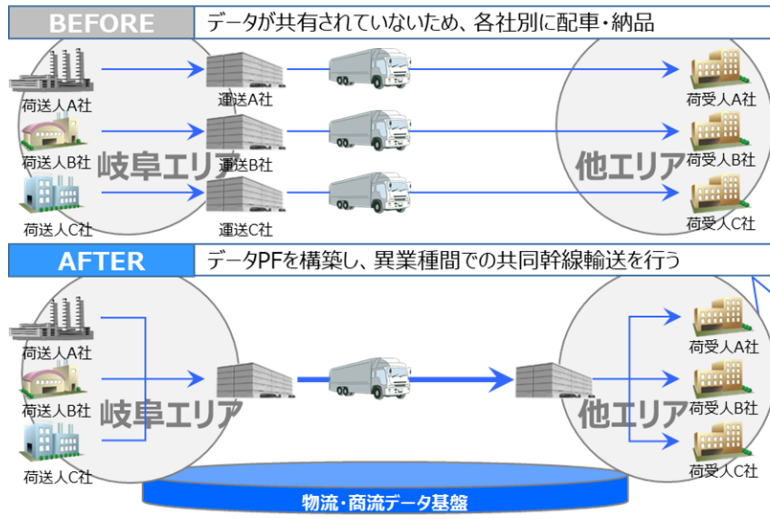 BEFORE データが共有されていないため、各社別に配車・納品
荷送人A社 運送A社 荷受人A社
荷送人B社 運送B社 荷受人B社
岐阜エリア 他エリア
荷送人C社 運送C社 荷受人C社
AFTER データPFを構築し、異業種間での共同幹線輸送を行う
荷送人A社 荷受人A社
荷送人B社 荷受人B社
岐阜エリア 他エリア
荷送人C社 荷受人C社
物流・商流データ基盤